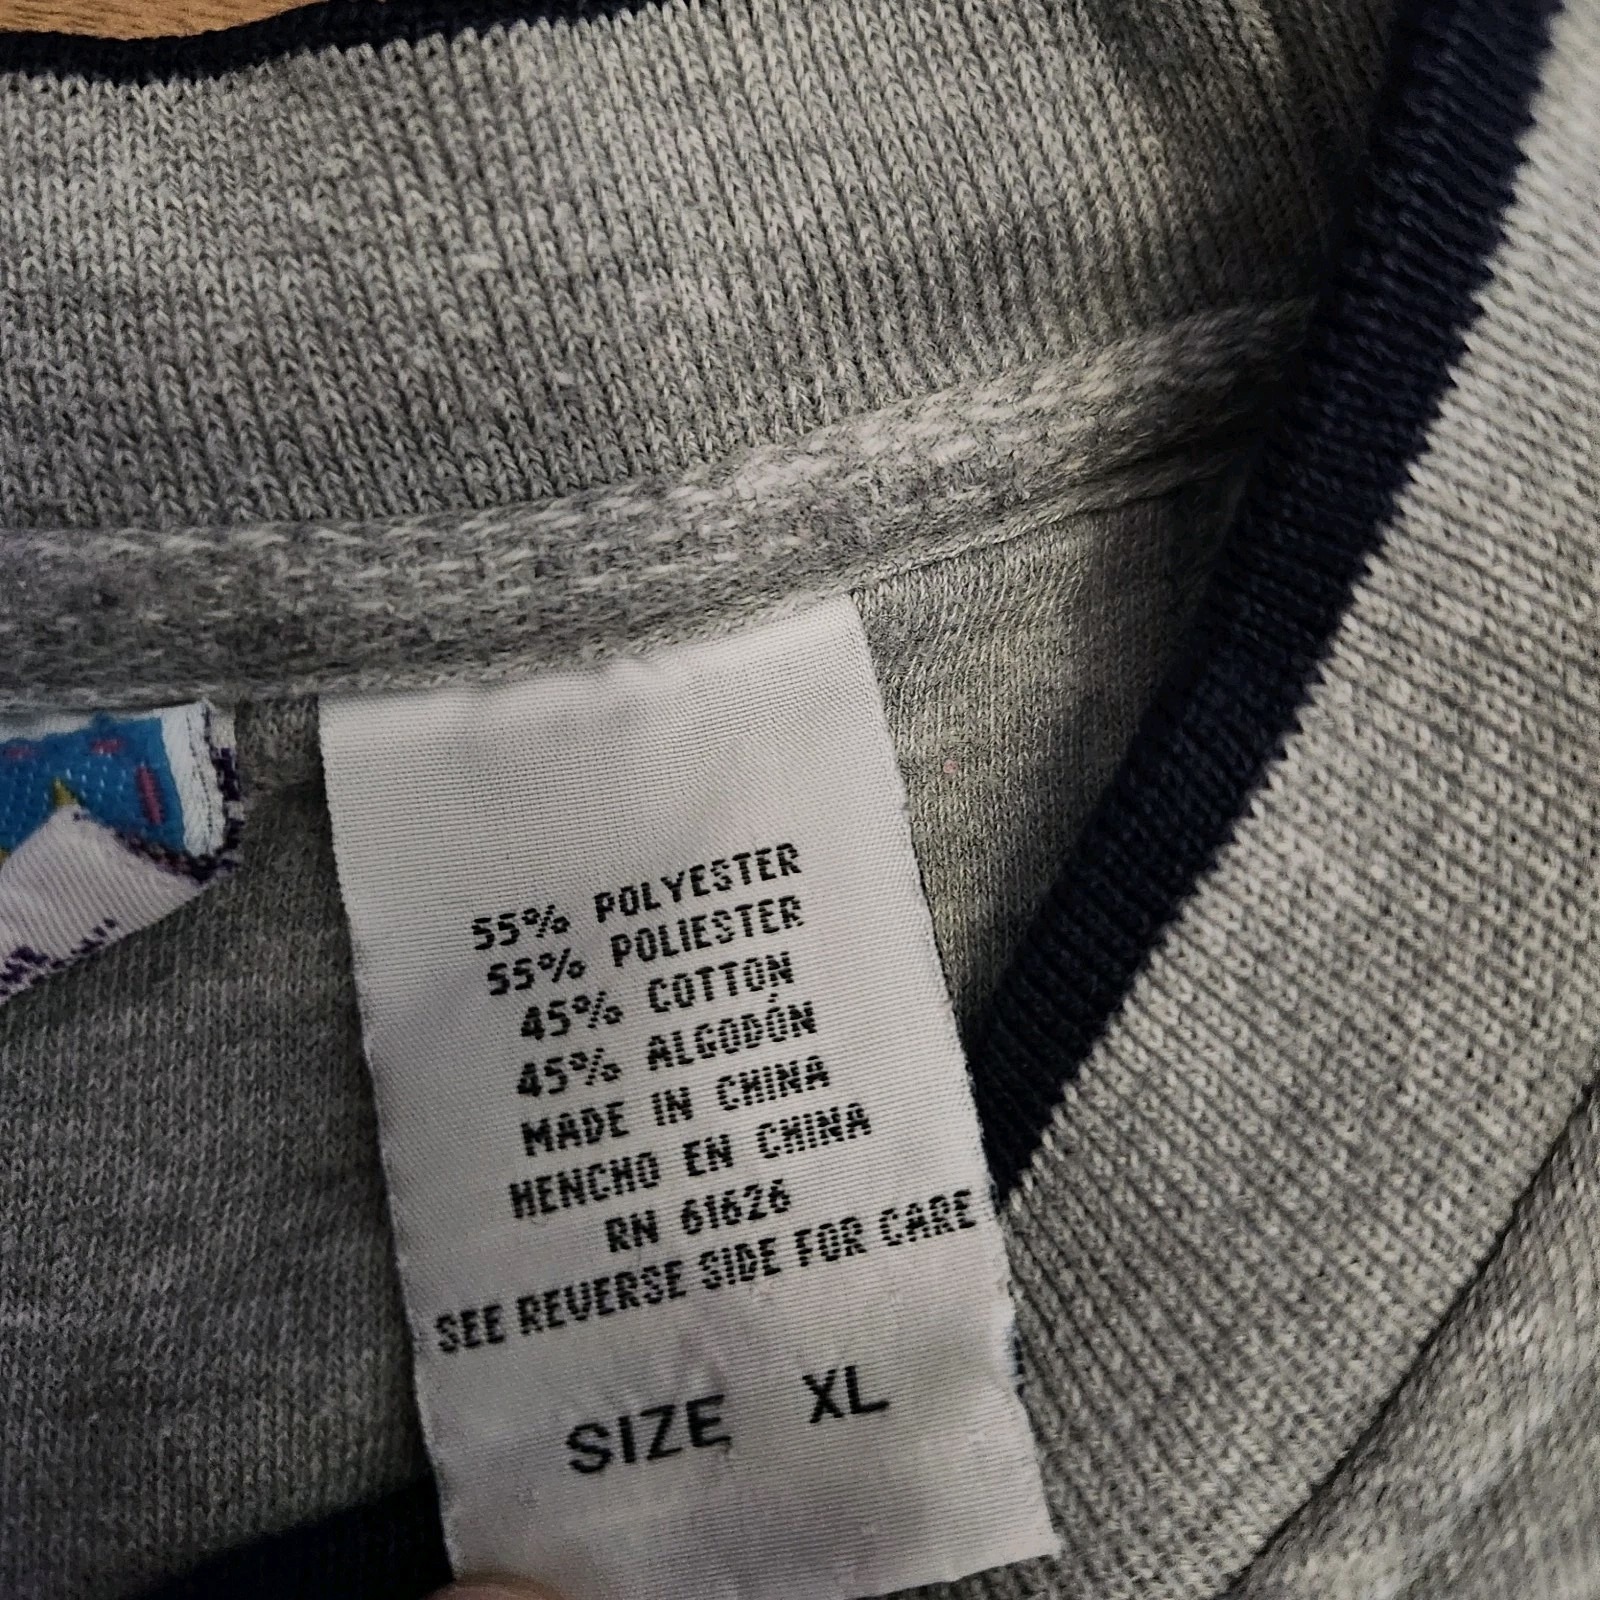 55% POLYESTER
55% POLIESTER
45% COTTON
45% ALGODÓN
MADE IN CHINA
HENCHO EN CHINA
RN 61626
SEE REVERSE SIDE FOR CARE
SIZE XL